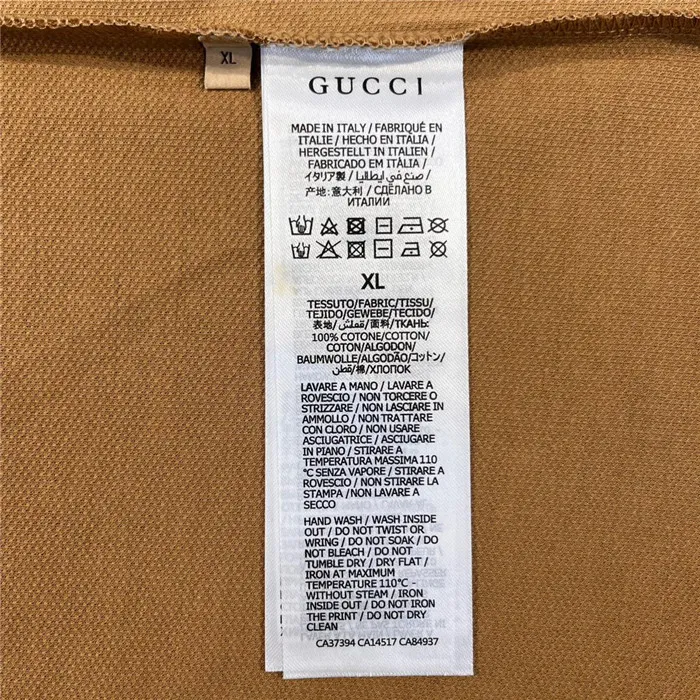 XL
GUCCI
MADE IN ITALY / FABRIQUÉ EN
ITALIE / HECHO EN ITALIA /
HERGESTELLT IN ITALIEN /
FABRICADO EM ITÀLIA /
イタリア製 / صنع في ايطاليا /
产地: 意大利 / СДЕЛАНО В
ИТАЛИИ
XL
TESSUTO/FABRIC/TISSU/
TEJIDO/GEWEBE/TECIDO/
表地/قملش/面料/ТКАНЬ:
100% COTONE/COTTON/
COTON/ALGODON/
BAUMWOLLE/ALGODÃO/コットン/
قطن/棉/ХЛОПОК
LAVARE A MANO / LAVARE A
ROVESCIO / NON TORCERE O
STRIZZARE / NON LASCIARE IN
AMMOLLO / NON TRATTARE
CON CLORO / NON USARE
ASCIUGATRICE / ASCIUGARE
IN PIANO / STIRARE A
TEMPERATURA MASSIMA 110
°C SENZA VAPORE / STIRARE A
ROVESCIO / NON STIRARE LA
STAMPA /NON LAVARE A
SECCO
HAND WASH / WASH INSIDE
OUT / DO NOT TWIST OR
WRING / DO NOT SOAK / DO
NOT BLEACH / DO NOT
TUMBLE DRY / DRY FLAT /
IRON AT MAXIMUM
TEMPERATURE 110°C -
WITHOUT STEAM / IRON
INSIDE OUT / DO NOT IRON
THE PRINT / DO NOT DRY
CLEAN
CA37394 CA14517 CA84937